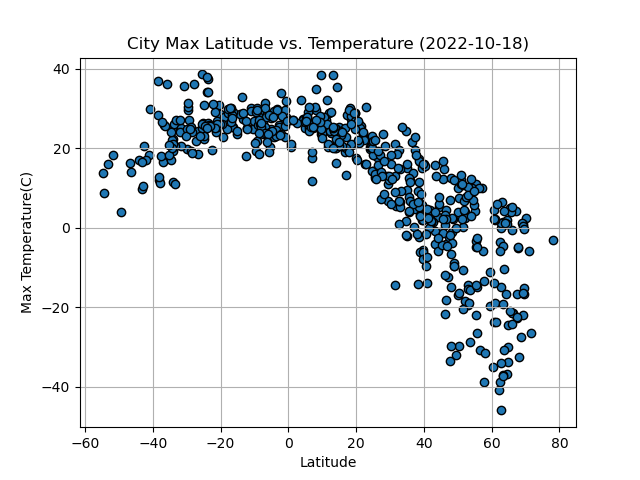 City Max Latitude vs. Temperature (2022-10-18)
40
20
0
−20
−40
Max Temperature(C)
−60 −40 −20 0 20 40 60 80
Latitude